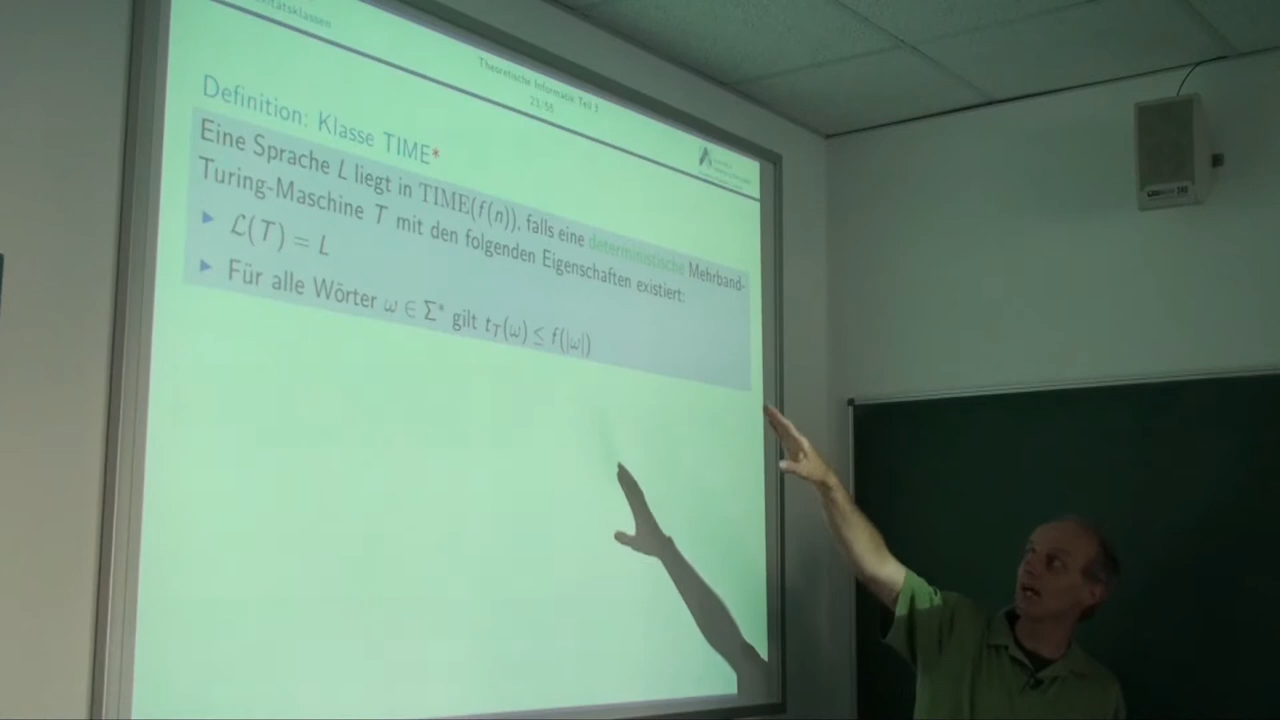 Theoretische Informatik Teil 3
23/55
Definition: Klasse TIME*
Eine Sprache L liegt in TIME(f(n)), falls eine deterministische Mehrband-
Turing-Maschine T mit den folgenden Eigenschaften existiert:
ℒ(T) = L
Für alle Wörter ω ∈ Σ* gilt t_T(ω) ≤ f(|ω|)